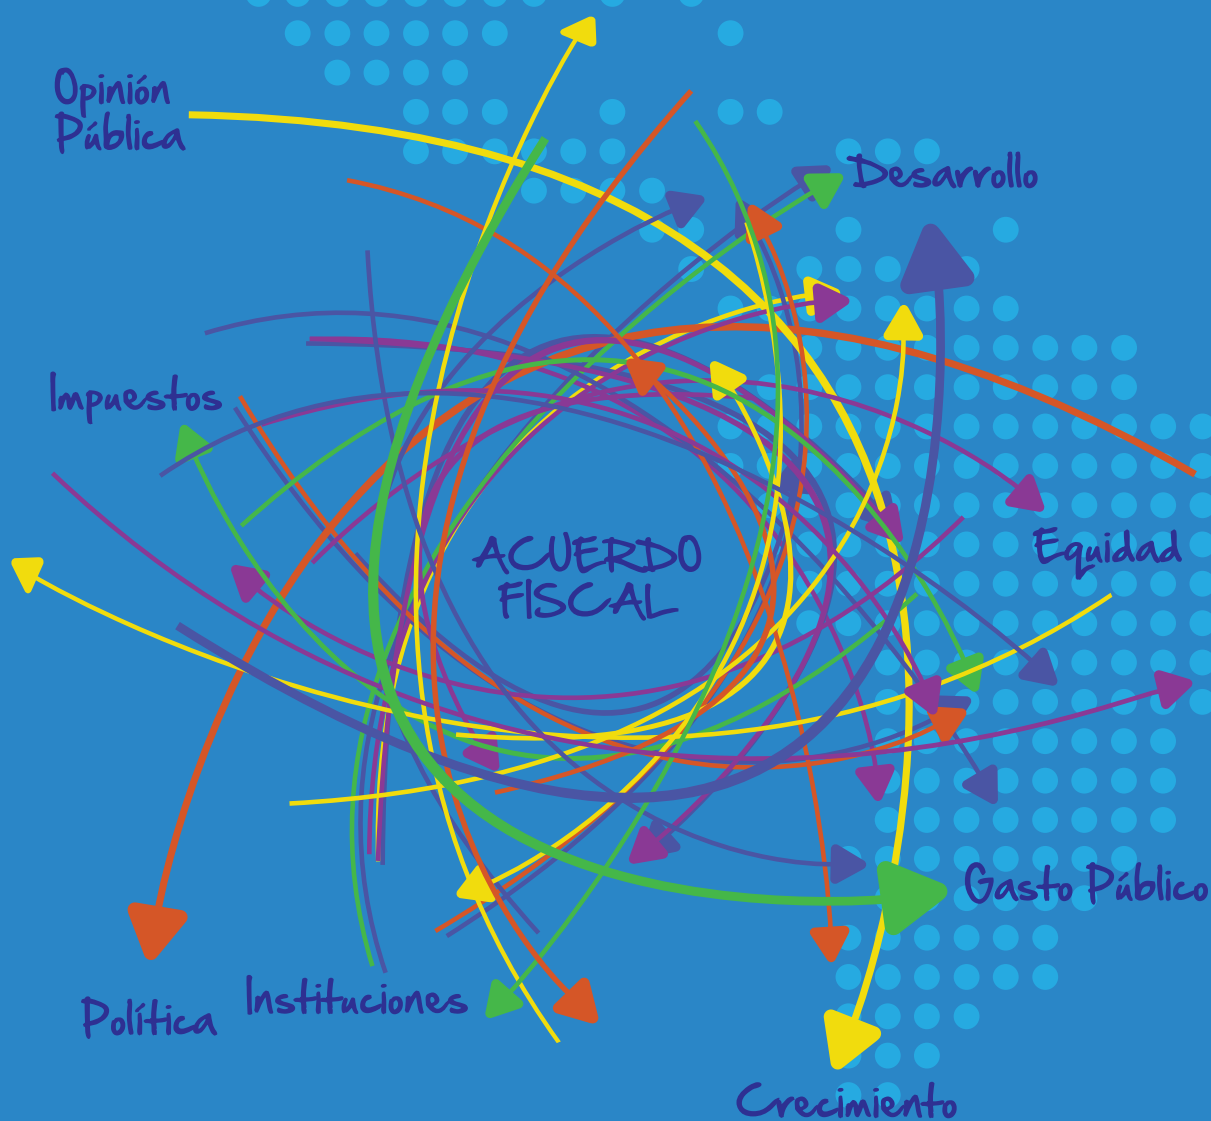 Opinión
Pública
Desarrollo
Impuestos
Equidad
ACUERDO
FISCAL
Gasto Público
Instituciones
Política
Crecimiento